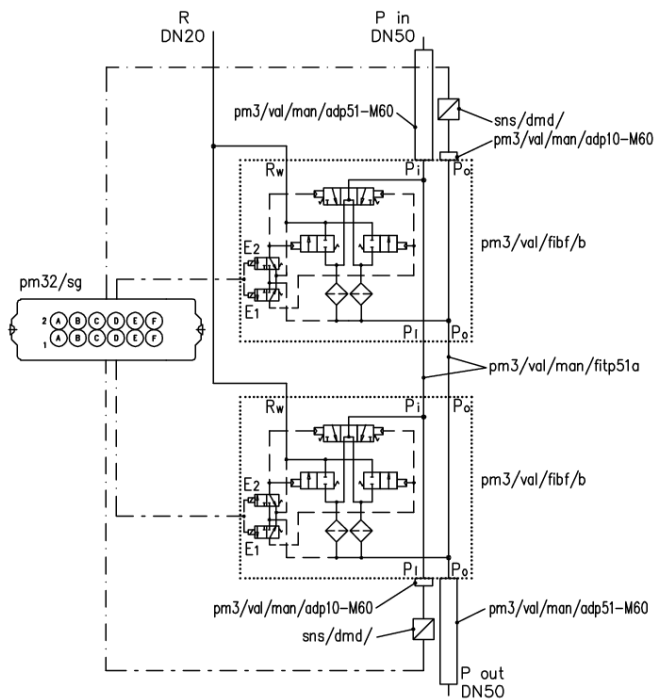 R
DN20
P in
DN50
pm3/val/man/adp51-M60
sns/dmd/
pm3/val/man/adp10-M60
Rw
Pi
Po
E2
E1
pm3/val/fibf/b
pm32/sg
2 A B C D E F
1 A B C D E F
Pi
Po
pm3/val/man/fitp51a
Rw
Pi
Po
E2
E1
pm3/val/fibf/b
Pi
Po
pm3/val/man/adp10-M60
pm3/val/man/adp51-M60
sns/dmd/
P out
DN50